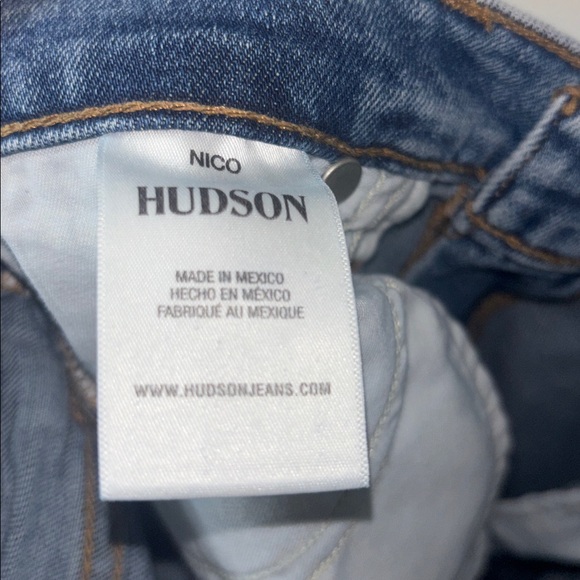 NICO
HUDSON
MADE IN MEXICO
HECHO EN MÉXICO
FABRIQUÉ AU MEXIQUE
WWW.HUDSONJEANS.COM